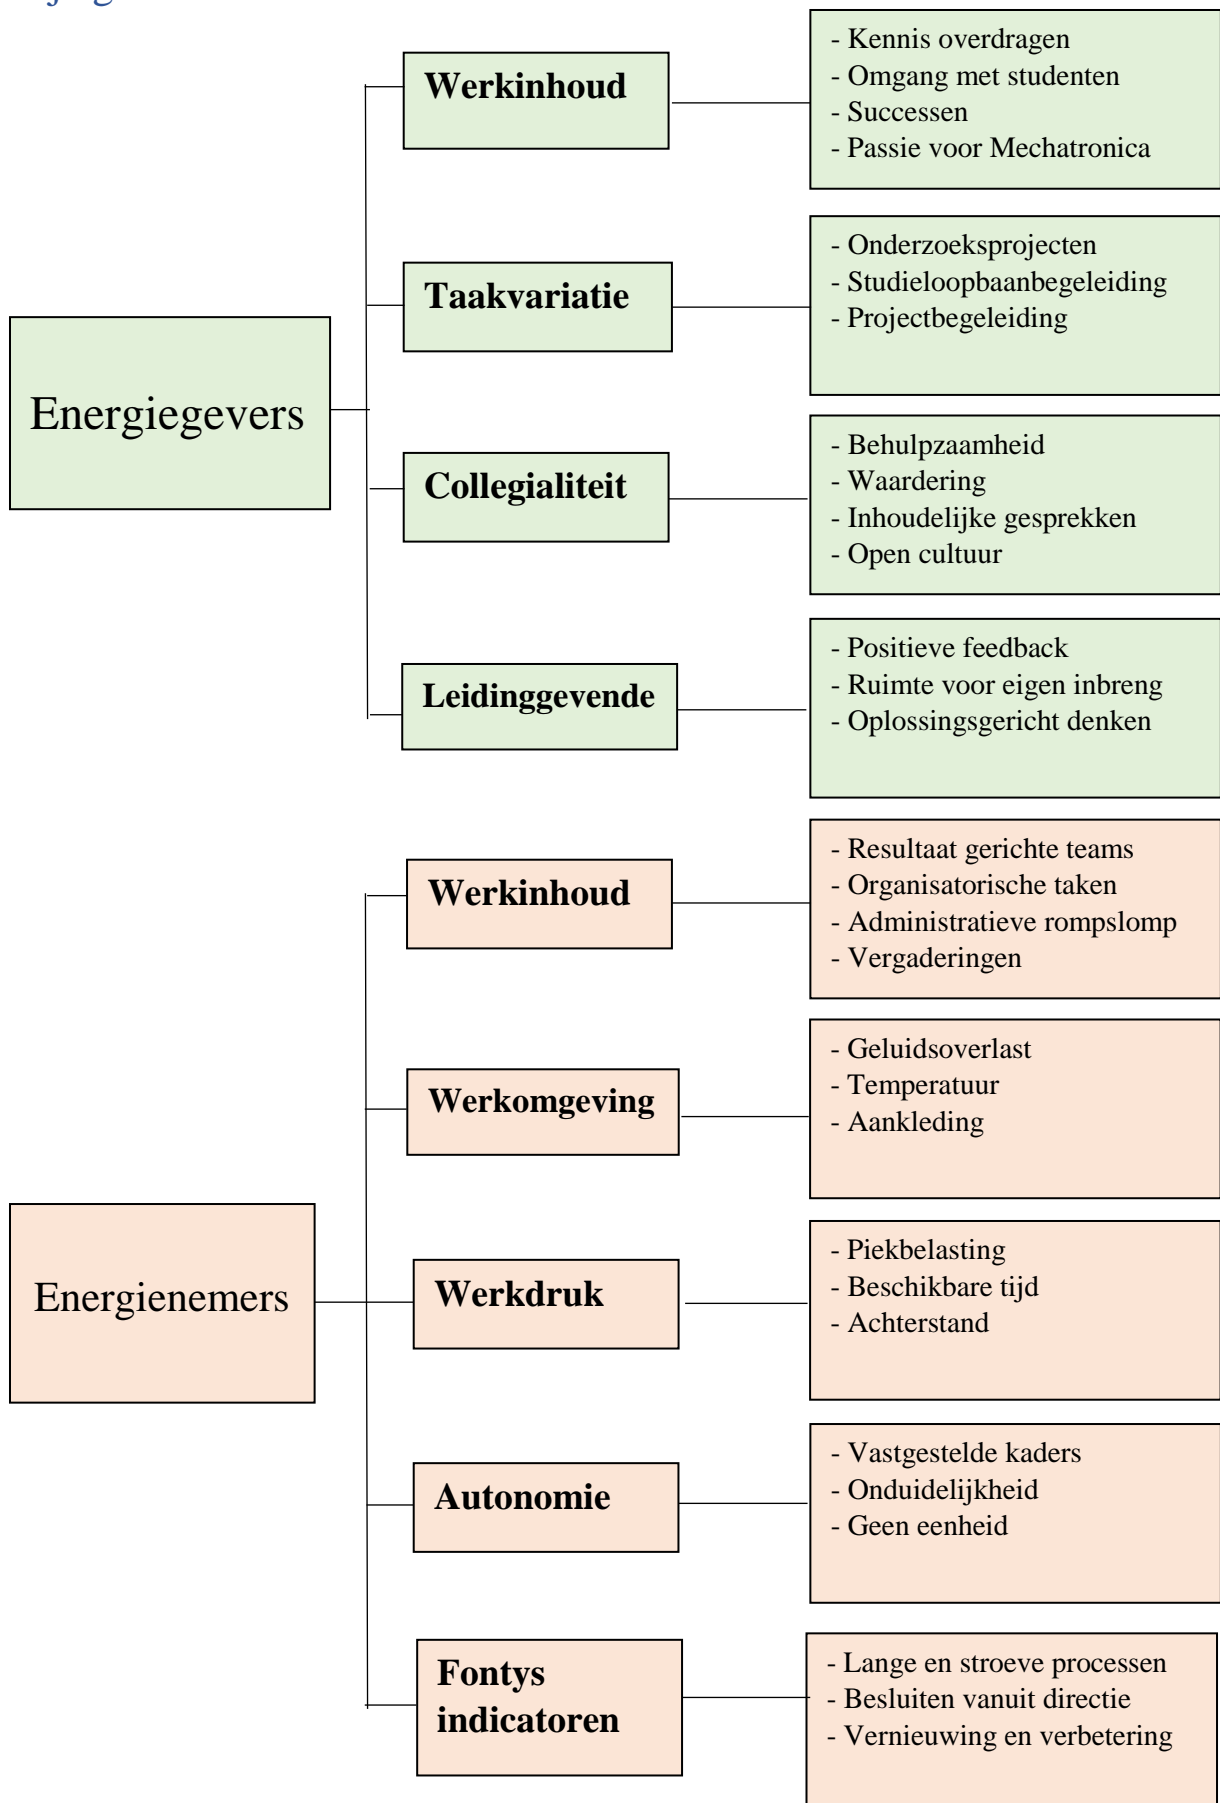 Energiegevers
Werkinhoud
- Kennis overdragen
- Omgang met studenten
- Successen
- Passie voor Mechatronica
Taakvariatie
- Onderzoeksprojecten
- Studieloopbaanbegeleiding
- Projectbegeleiding
Collegialiteit
- Behulpzaamheid
- Waardering
- Inhoudelijke gesprekken
- Open cultuur
Leidinggevende
- Positieve feedback
- Ruimte voor eigen inbreng
- Oplossingsgericht denken
Energienemers
Werkinhoud
- Resultaat gerichte teams
- Organisatorische taken
- Administratieve rompslomp
- Vergaderingen
Werkomgeving
- Geluidsoverlast
- Temperatuur
- Aankleding
Werkdruk
- Piekbelasting
- Beschikbare tijd
- Achterstand
Autonomie
- Vastgestelde kaders
- Onduidelijkheid
- Geen eenheid
Fontys
indicatoren
- Lange en stroeve processen
- Besluiten vanuit directie
- Vernieuwing en verbetering